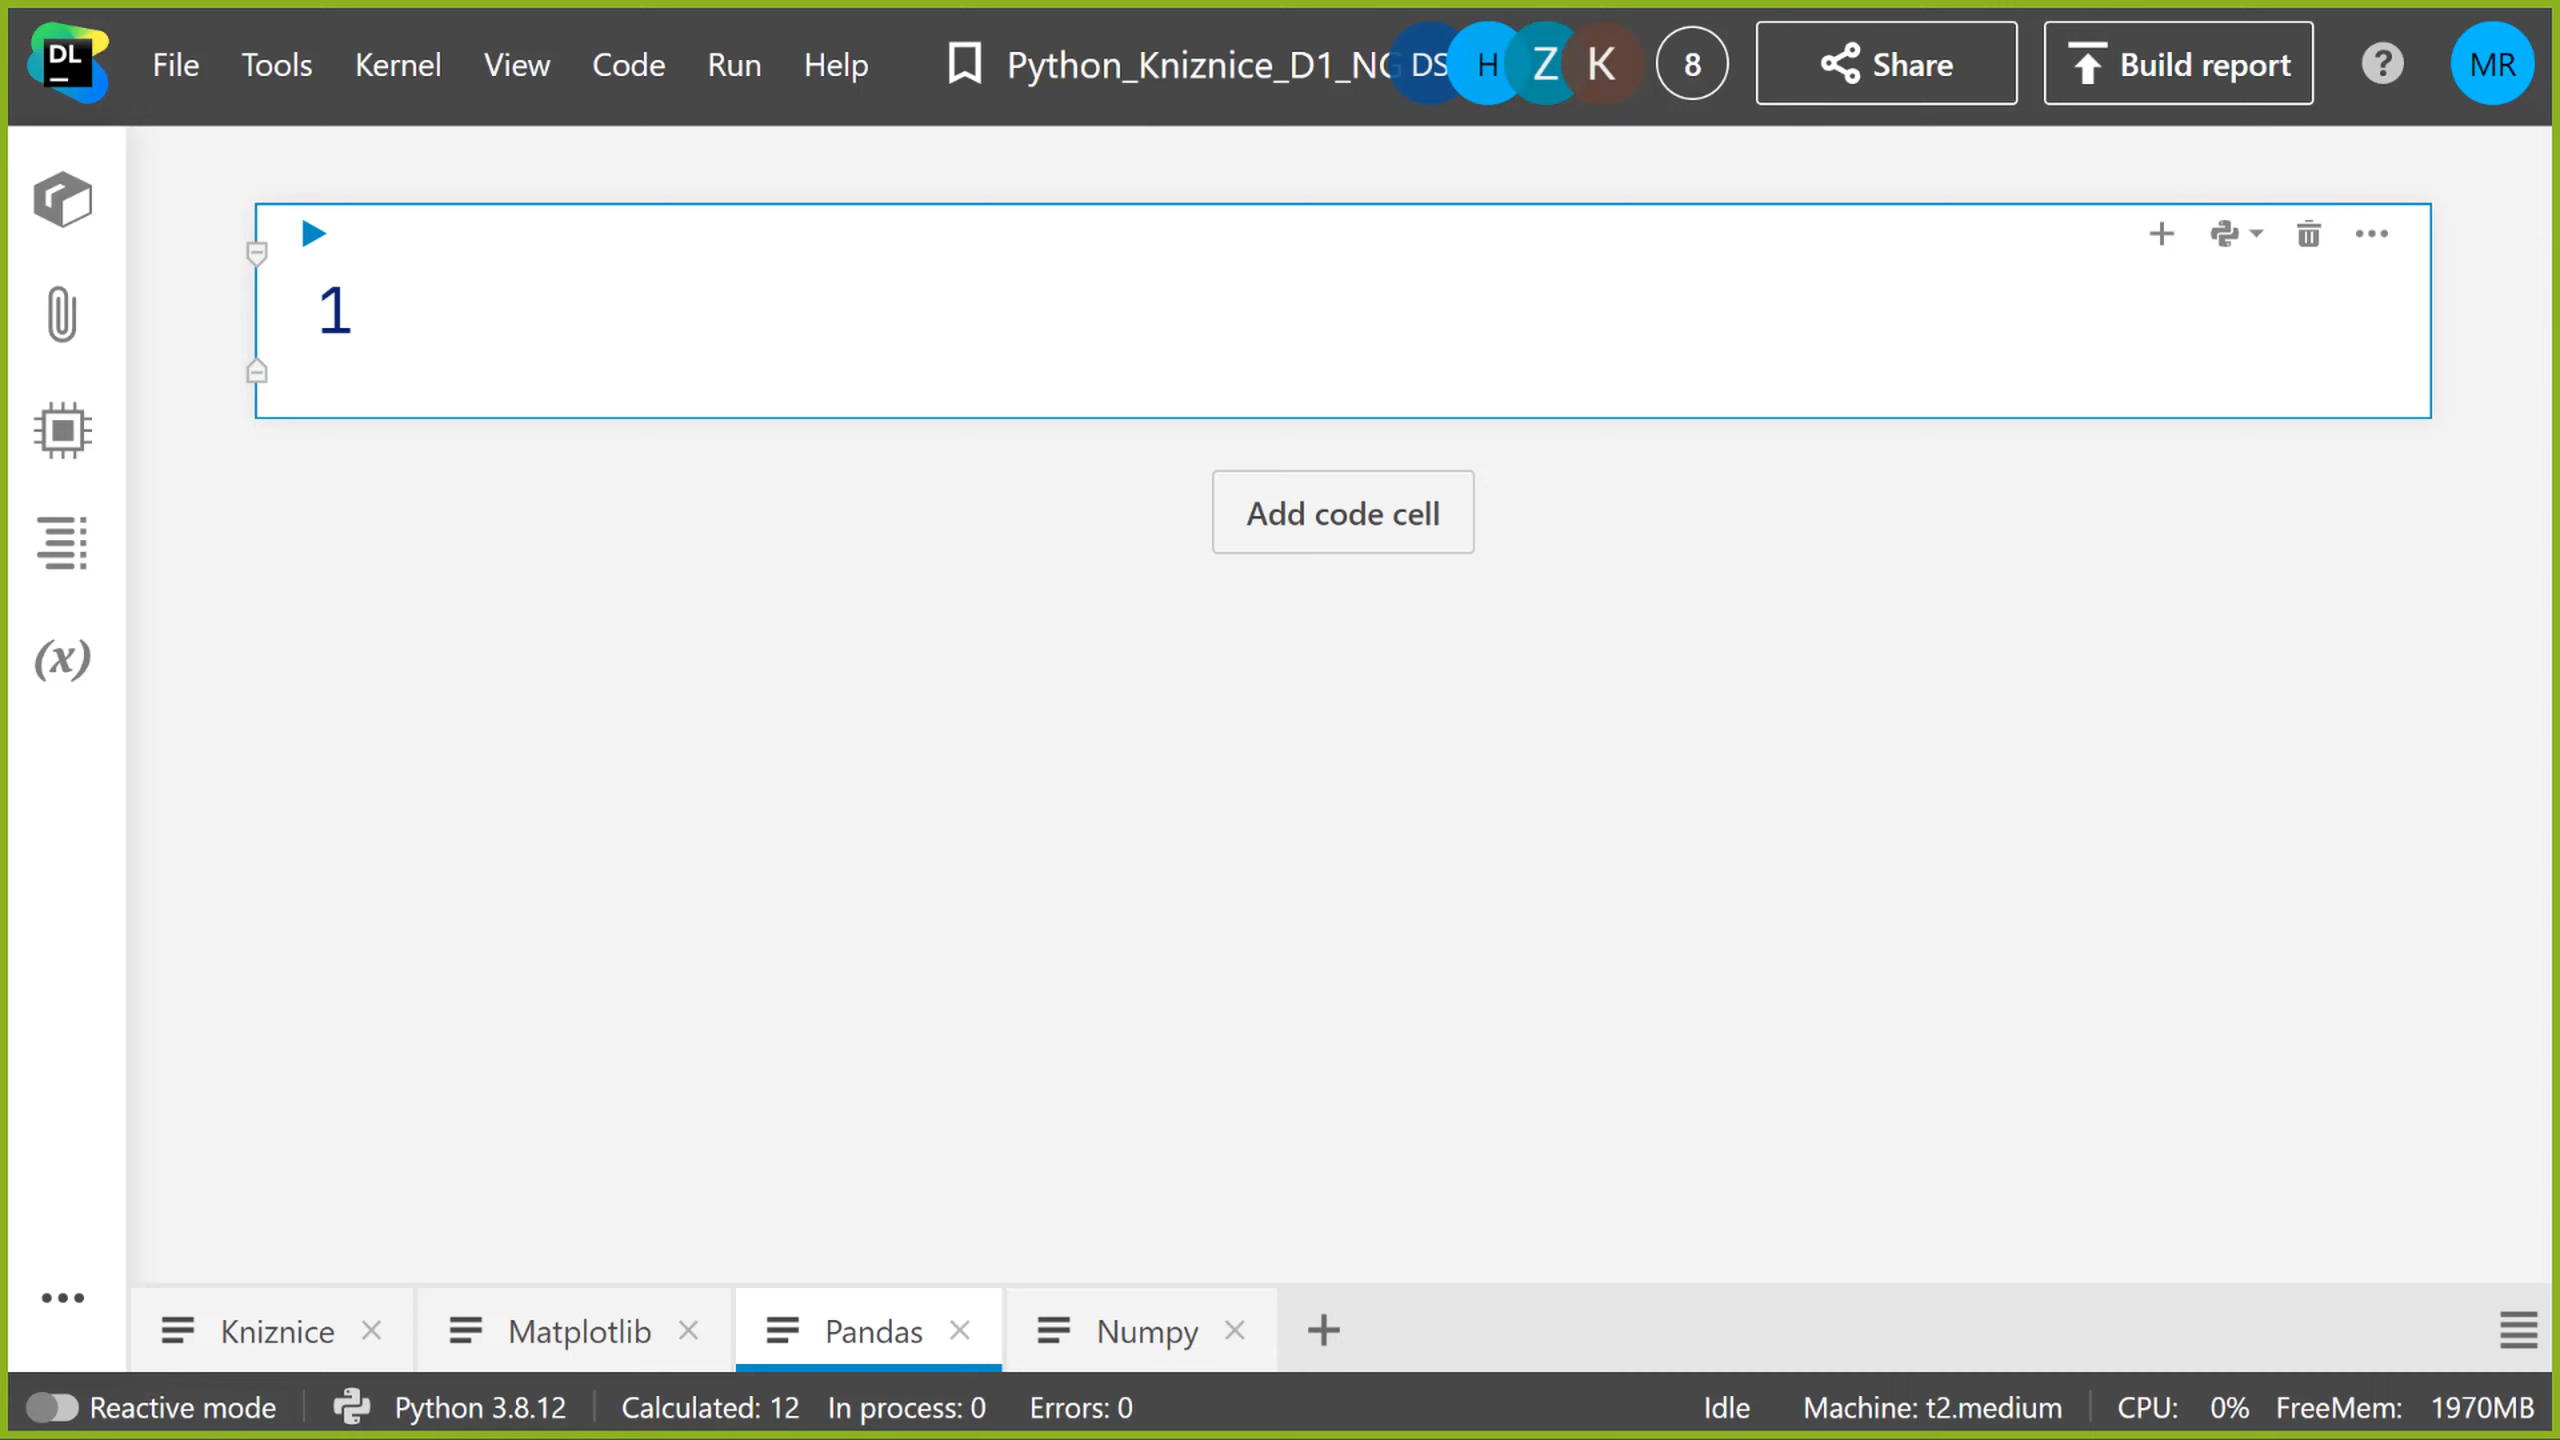 DL File Tools Kernel View Code Run Help Python_Kniznice_D1_NG DS H Z K 8 Share Build report ? MR
1
Add code cell
(x)
Kniznice Matplotlib Pandas Numpy
Reactive mode Python 3.8.12 Calculated: 12 In process: 0 Errors: 0 Idle Machine: t2.medium CPU: 0% FreeMem: 1970MB